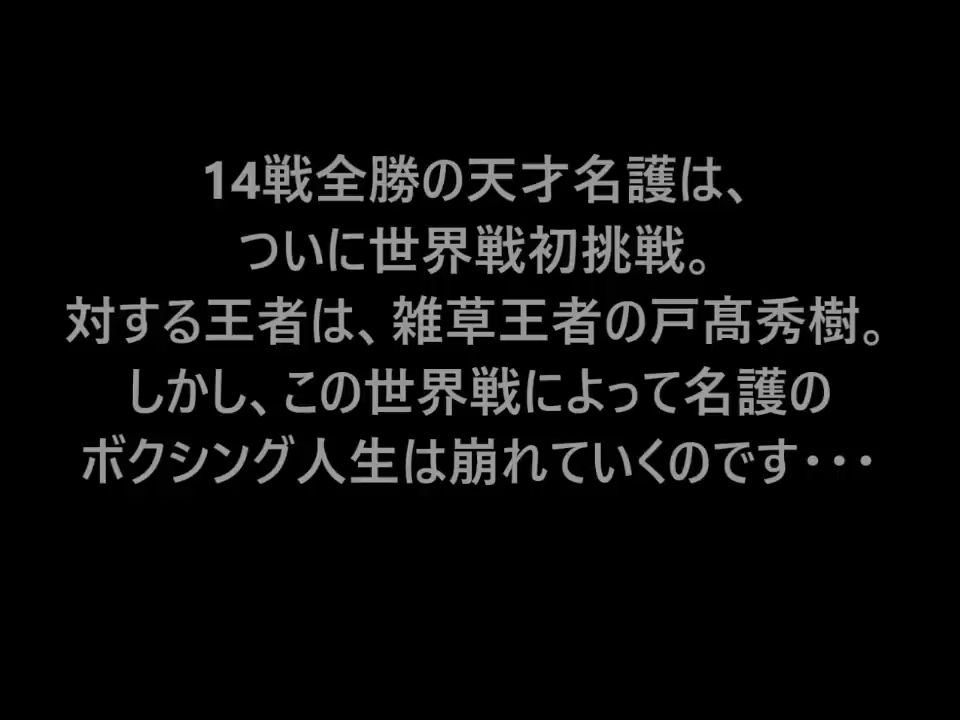 14戦全勝の天才名護は、
ついに世界戦初挑戦。
対する王者は、雑草王者の戸髙秀樹。
しかし、この世界戦によって名護の
ボクシング人生は崩れていくのです・・・